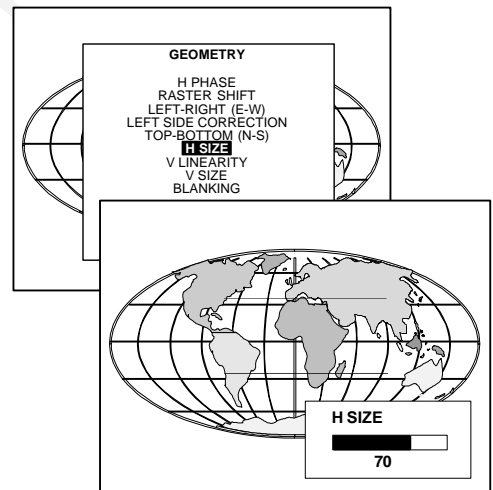 GEOMETRY
H PHASE
RASTER SHIFT
LEFT-RIGHT (E-W)
LEFT SIDE CORRECTION
TOP-BOTTOM (N-S)
H SIZE
V LINEARITY
V SIZE
BLANKING
H SIZE
70